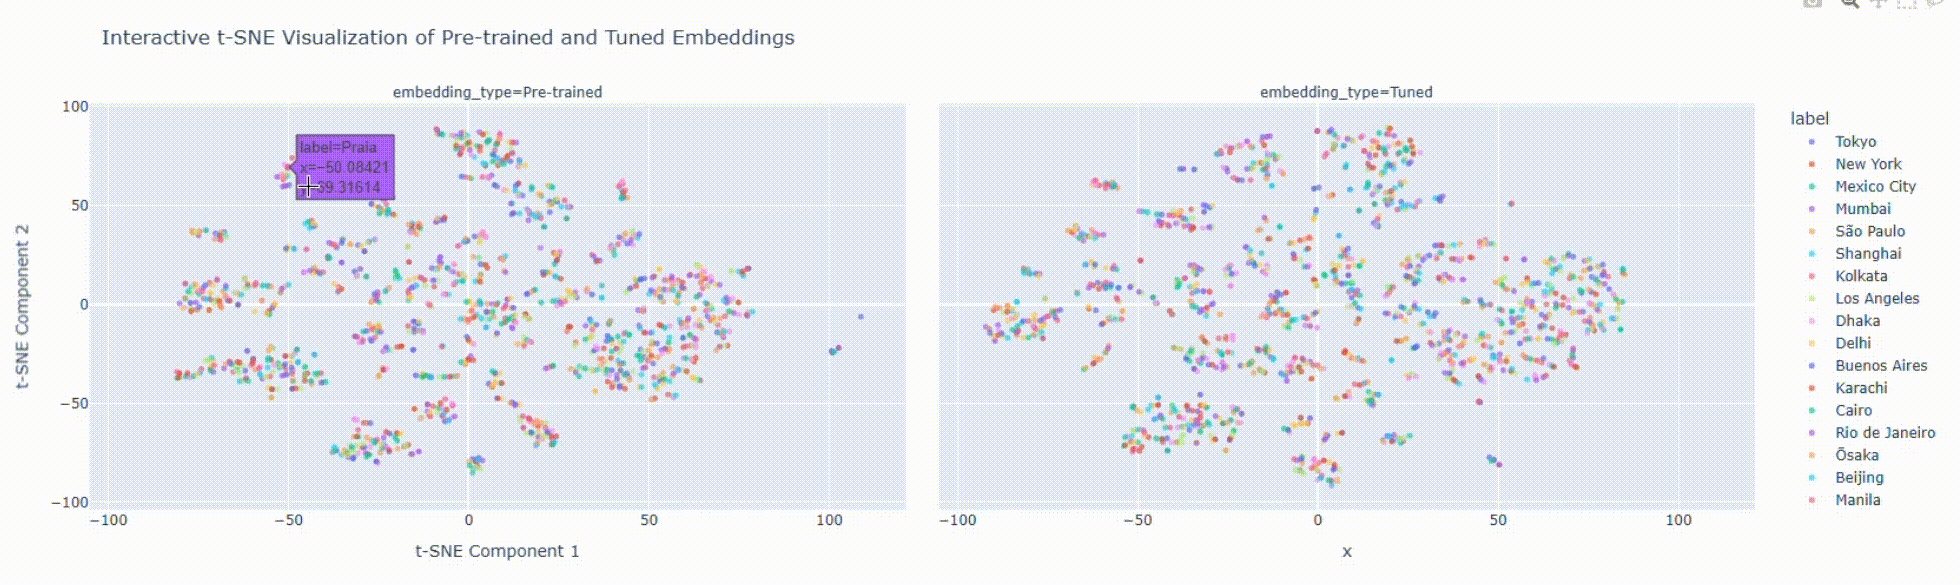 Interactive t-SNE Visualization of Pre-trained and Tuned Embeddings
embedding_type=Pre-trained
embedding_type=Tuned
label
Tokyo
New York
Mexico City
Mumbai
São Paulo
Shanghai
Kolkata
Los Angeles
Dhaka
Delhi
Buenos Aires
Karachi
Cairo
Rio de Janeiro
Ōsaka
Beijing
Manila
label=Praia
x=−50.08421
69.31614
t-SNE Component 2
100
50
0
−50
−100
−100
−50
0
50
100
t-SNE Component 1
−100
−50
0
50
100
x